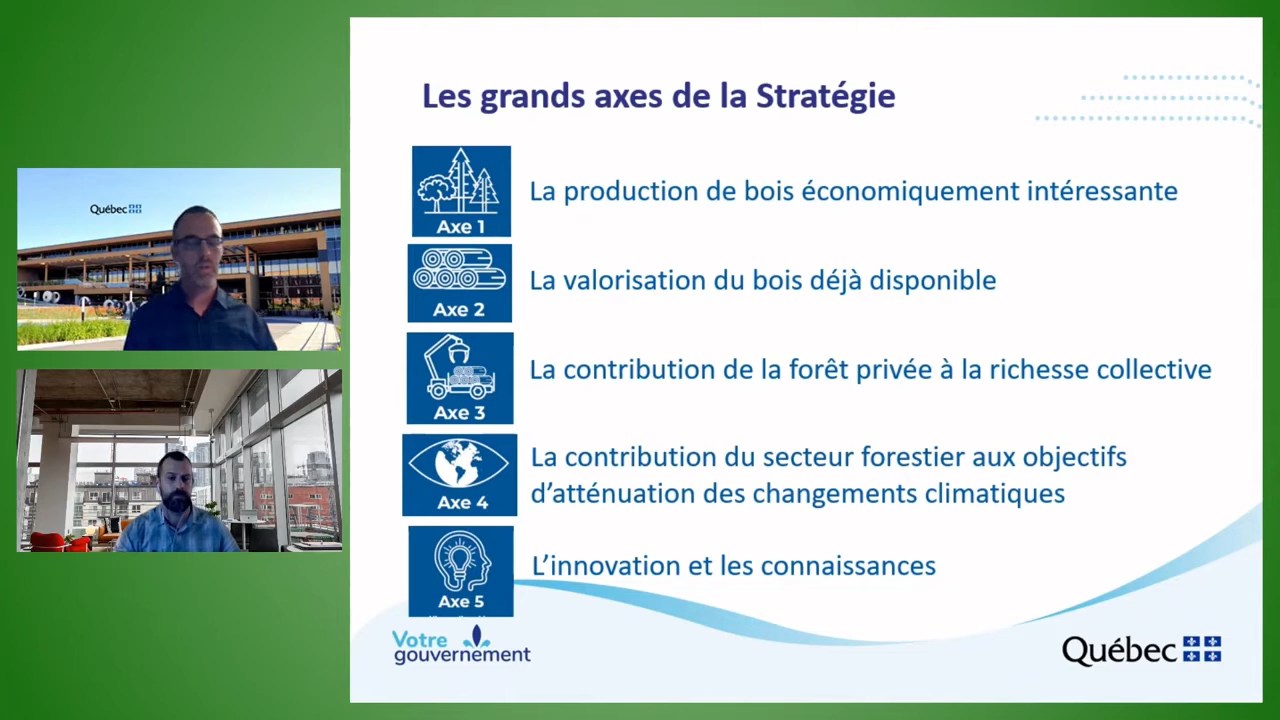 Les grands axes de la Stratégie
Québec
Axe 1
La production de bois économiquement intéressante
Axe 2
La valorisation du bois déjà disponible
Axe 3
La contribution de la forêt privée à la richesse collective
Axe 4
La contribution du secteur forestier aux objectifs
d’atténuation des changements climatiques
Axe 5
L’innovation et les connaissances
Votre
gouvernement
Québec